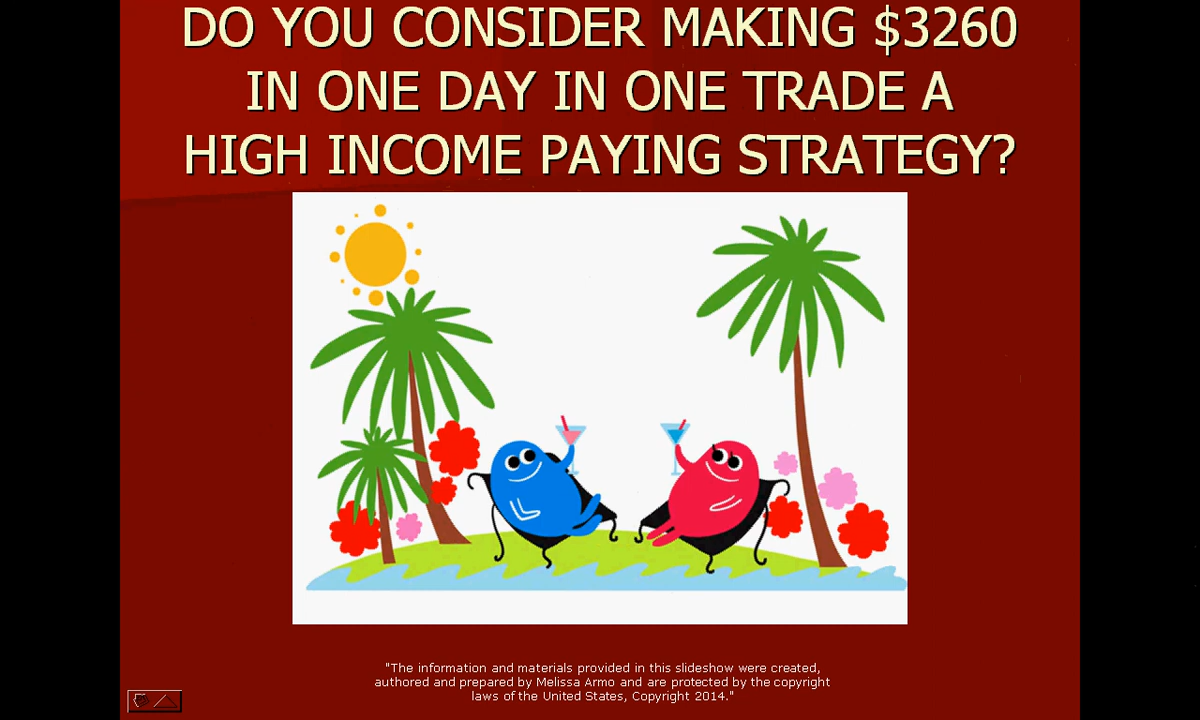 DO YOU CONSIDER MAKING $3260
IN ONE DAY IN ONE TRADE A
HIGH INCOME PAYING STRATEGY?
"The information and materials provided in this slideshow were created,
authored and prepared by Melissa Armo and are protected by the copyright
laws of the United States, Copyright 2014."